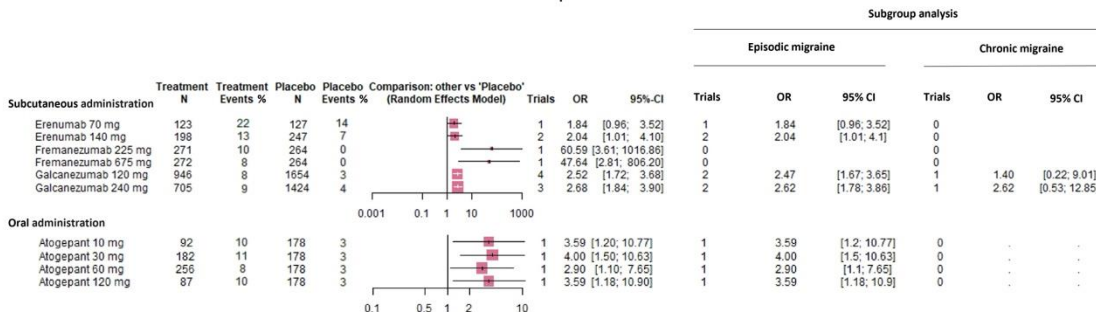 Subgroup analysis
Episodic migraine Chronic migraine
Treatment Treatment Placebo Placebo Comparison: other vs 'Placebo'
Subcutaneous administration N Events % N Events % (Random Effects Model) Trials OR 95%-CI Trials OR 95% CI Trials OR 95% CI
Erenumab 70 mg 123 22 127 14 1 1.84 [0.96; 3.52] 1 1.84 [0.96; 3.52] 0
Erenumab 140 mg 198 13 247 7 2 2.04 [1.01; 4.10] 2 2.04 [1.01; 4.1] 0
Fremanezumab 225 mg 271 10 264 0 1 60.59 [3.61; 1016.86] 0 0
Fremanezumab 675 mg 272 8 264 0 1 47.64 [2.81; 806.20] 0 0
Galcanezumab 120 mg 946 8 1654 3 4 2.52 [1.72; 3.68] 2 2.47 [1.67; 3.65] 1 1.40 [0.22; 9.01]
Galcanezumab 240 mg 705 9 1424 4 3 2.68 [1.84; 3.90] 2 2.62 [1.78; 3.86] 1 2.62 [0.53; 12.85]
0.001 0.1 1 10 1000
Oral administration
Atogepant 10 mg 92 10 178 3 1 3.59 [1.20; 10.77] 1 3.59 [1.2; 10.77] 0 . .
Atogepant 30 mg 182 11 178 3 1 4.00 [1.50; 10.63] 1 4.00 [1.5; 10.63] 0 . .
Atogepant 60 mg 256 8 178 3 1 2.90 [1.10; 7.65] 1 2.90 [1.1; 7.65] 0 . .
Atogepant 120 mg 87 10 178 3 1 3.59 [1.18; 10.90] 1 3.59 [1.18; 10.9] 0 . .
0.1 0.5 1 2 10